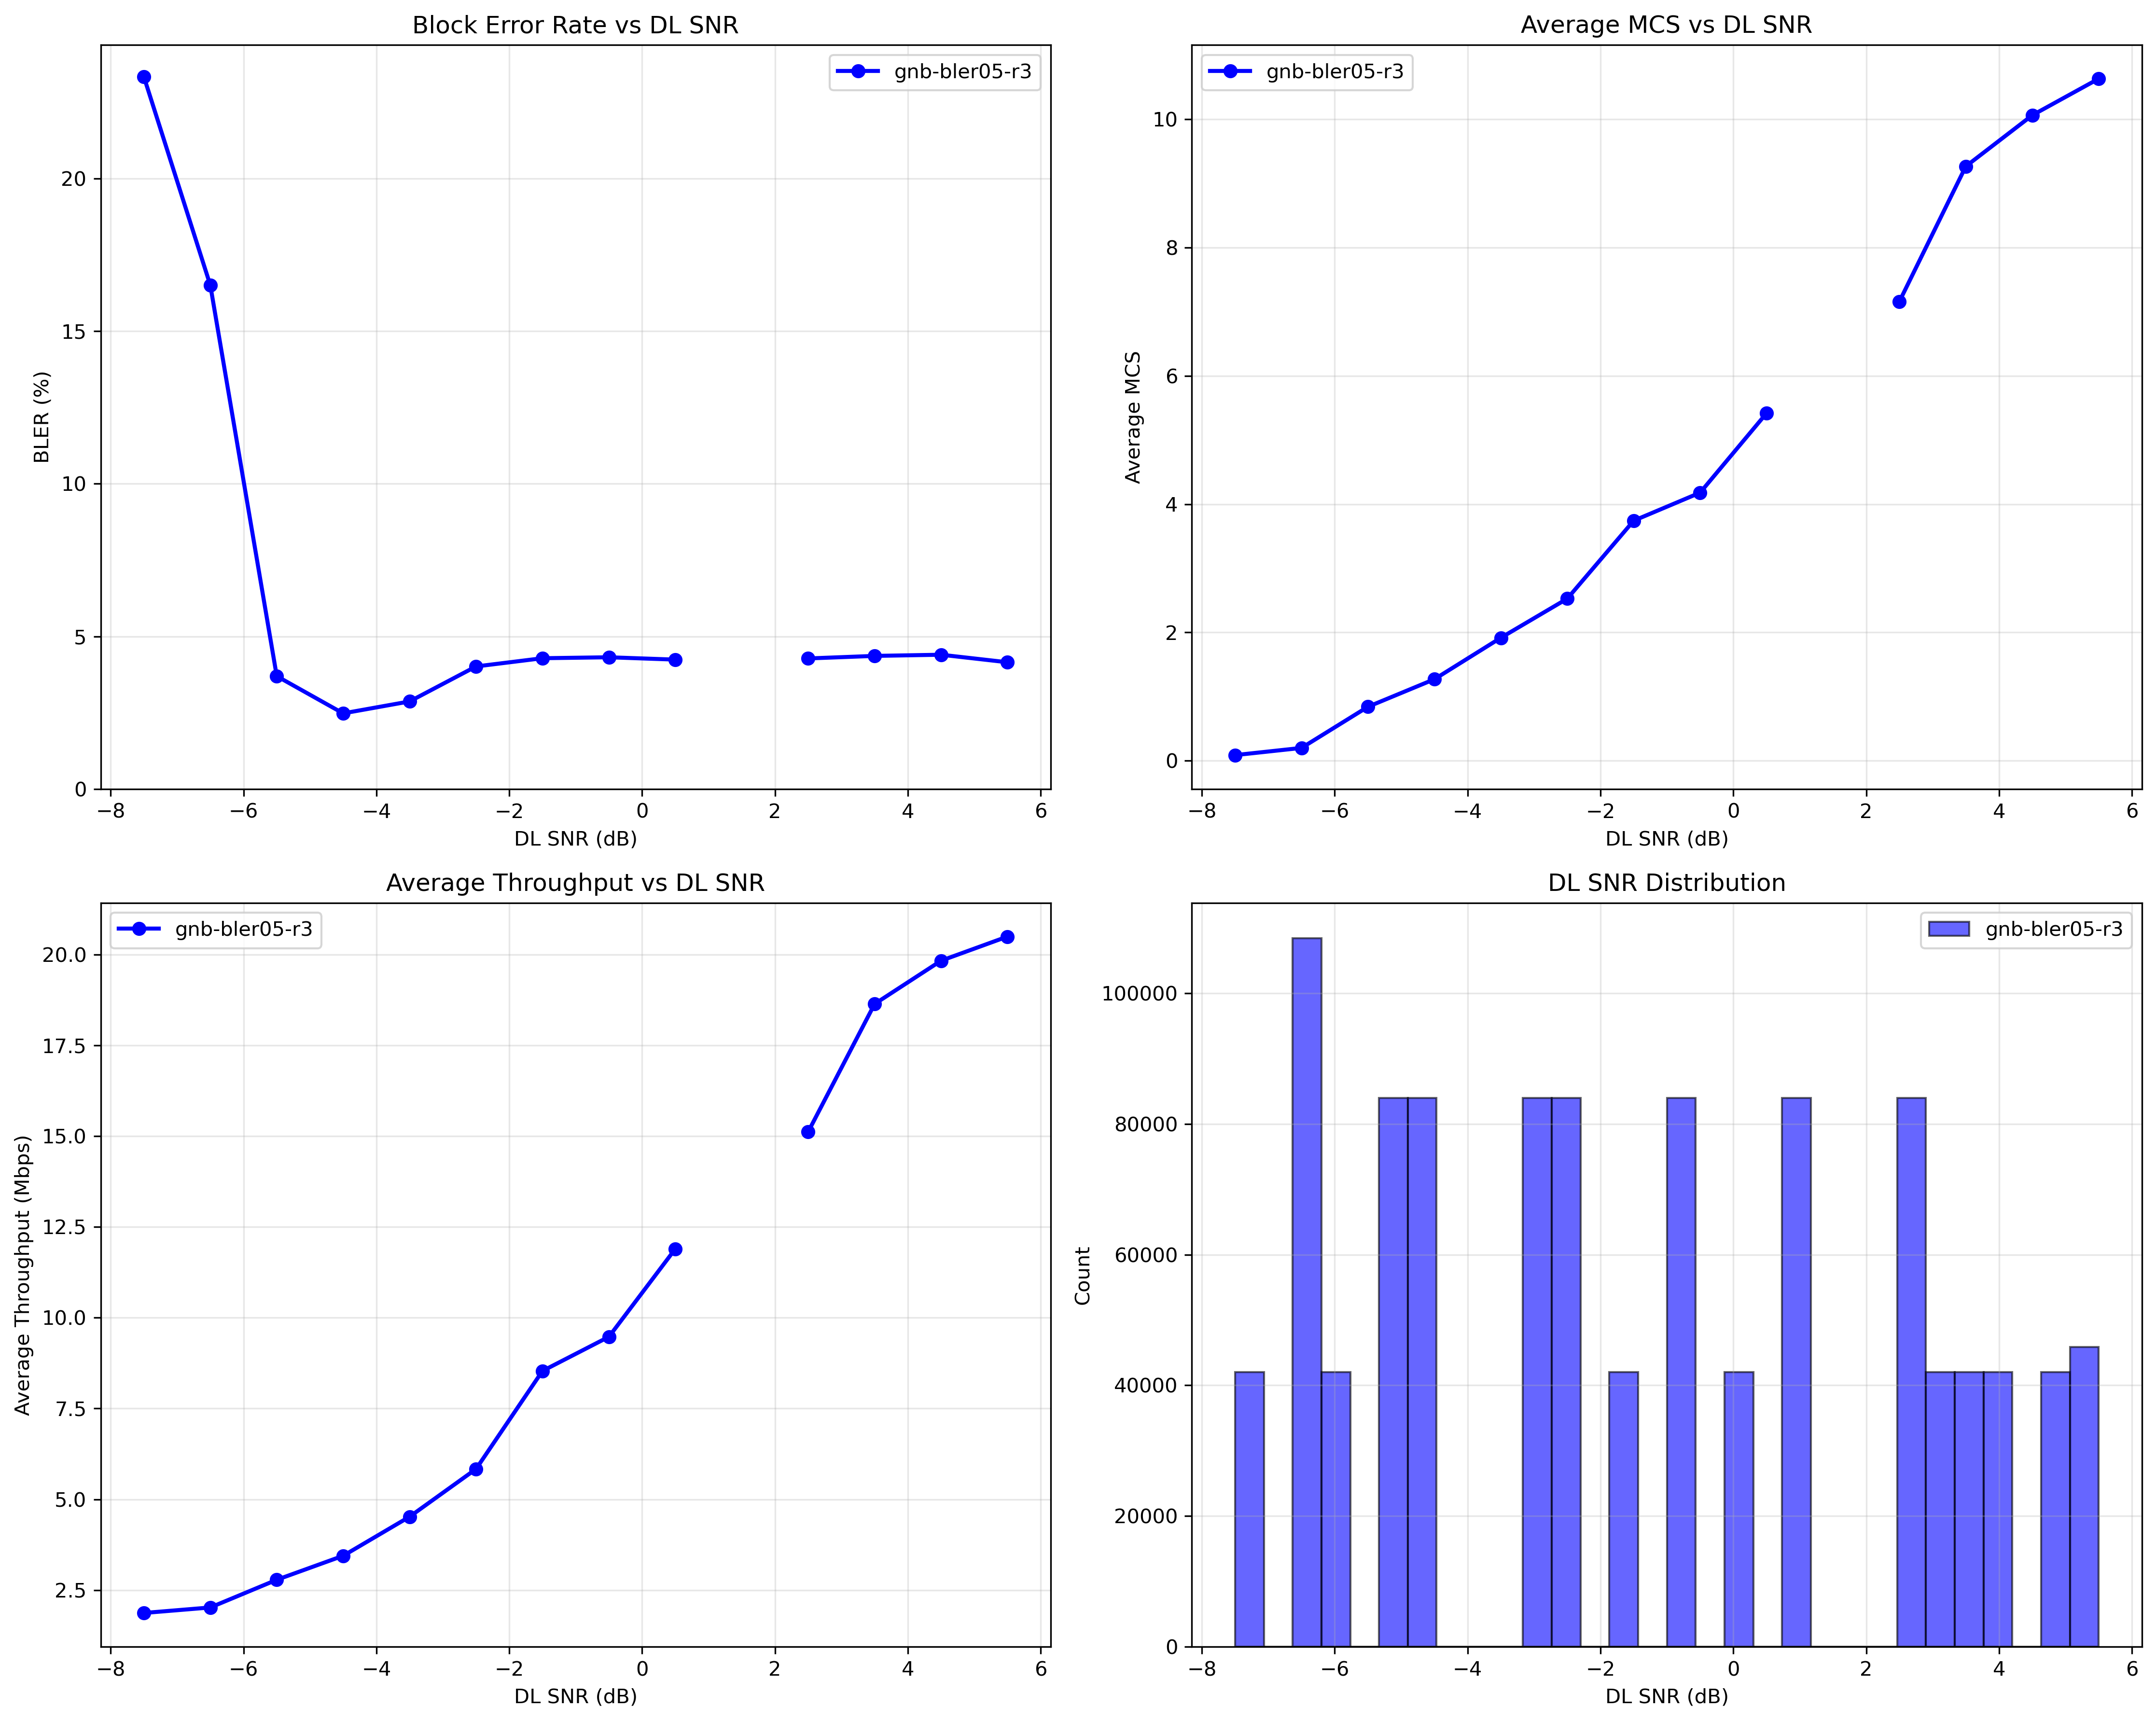 Block Error Rate vs DL SNR
gnb-bler05-r3
BLER (%)
20
15
10
5
0
−8 −6 −4 −2 0 2 4 6
DL SNR (dB)
Average MCS vs DL SNR
gnb-bler05-r3
Average MCS
10
8
6
4
2
0
−8 −6 −4 −2 0 2 4 6
DL SNR (dB)
Average Throughput vs DL SNR
gnb-bler05-r3
Average Throughput (Mbps)
20.0
17.5
15.0
12.5
10.0
7.5
5.0
2.5
−8 −6 −4 −2 0 2 4 6
DL SNR (dB)
DL SNR Distribution
gnb-bler05-r3
Count
100000
80000
60000
40000
20000
0
−8 −6 −4 −2 0 2 4 6
DL SNR (dB)